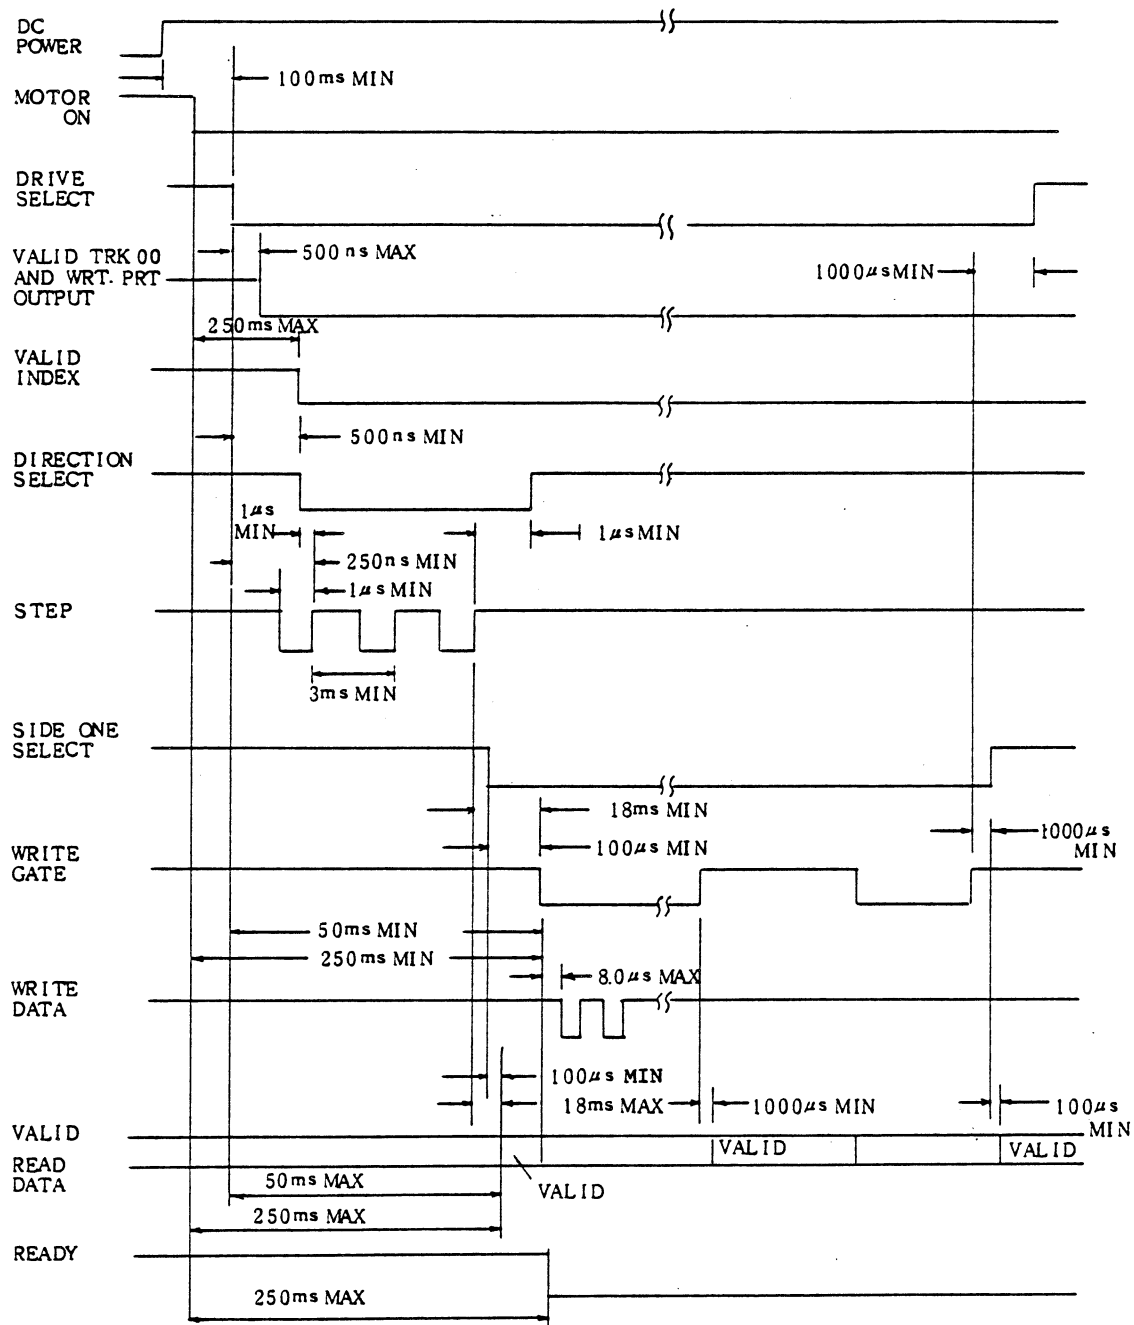 DC
POWER
100ms MIN
MOTOR
ON
DRIVE
SELECT
VALID TRK 00
AND WRT. PRT
OUTPUT
500ns MAX
1000μs MIN
250ms MAX
VALID
INDEX
500ns MIN
DIRECTION
SELECT
1μs
MIN
1μs MIN
250ns MIN
1μs MIN
STEP
3ms MIN
SIDE ONE
SELECT
18ms MIN
1000μs
MIN
100μs MIN
WRITE
GATE
50ms MIN
250ms MIN
8.0μs MAX
WRITE
DATA
100μs MIN
18ms MAX
1000μs MIN
100μs
MIN
VALID
READ
DATA
VALID
VALID
VALID
50ms MAX
250ms MAX
READY
250ms MAX